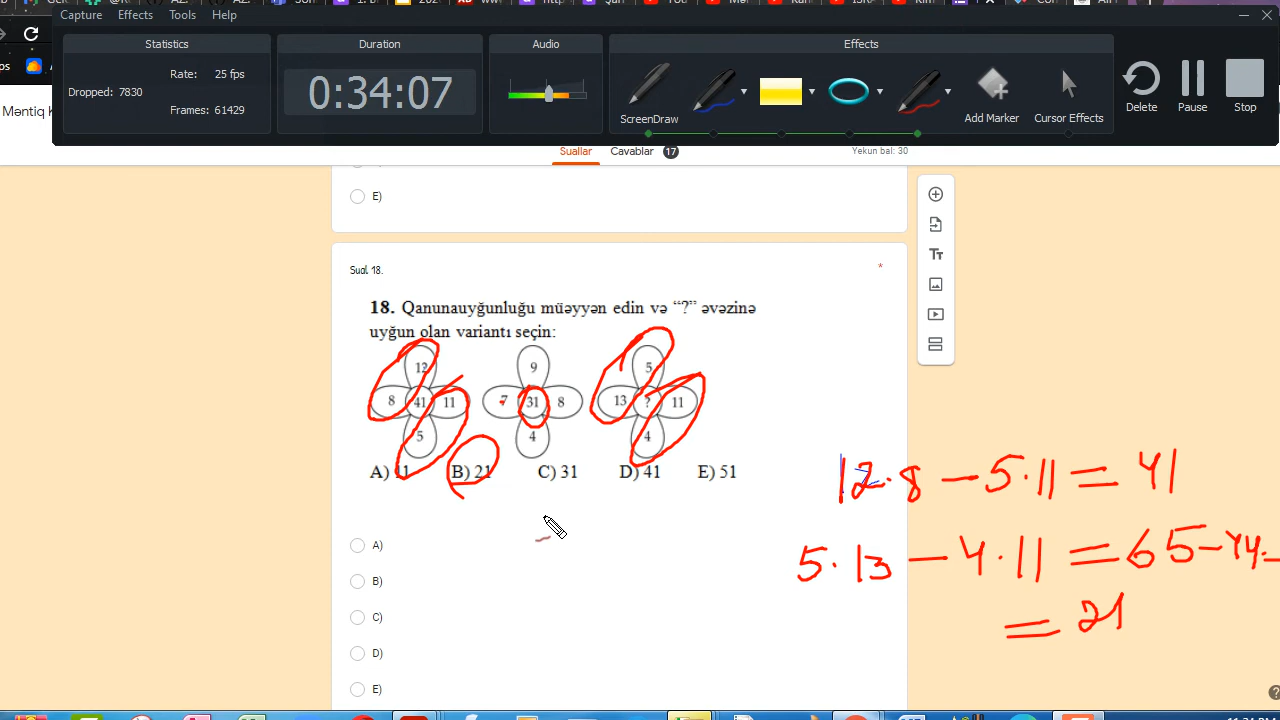 Capture Effects Tools Help
Statistics Duration Audio Effects
Rate: 25 fps
Dropped: 7830
Frames: 61429
0:34:07
ScreenDraw Add Marker Cursor Effects Delete Pause Stop
Məntiq
Suallar Cavablar 17 Yekun bal: 30
E)
Sual 18. *
18. Qanunauyğunluğu müəyyən edin və “?” əvəzinə
uyğun olan variantı seçin:
12 9 5
8 41 11 7 31 8 13 ? 11
5 4 4
A) 11 B) 21 C) 31 D) 41 E) 51
12·8 – 5·11 = 41
5·13 – 4·11 = 65–44
= 21
A)
B)
C)
D)
E)